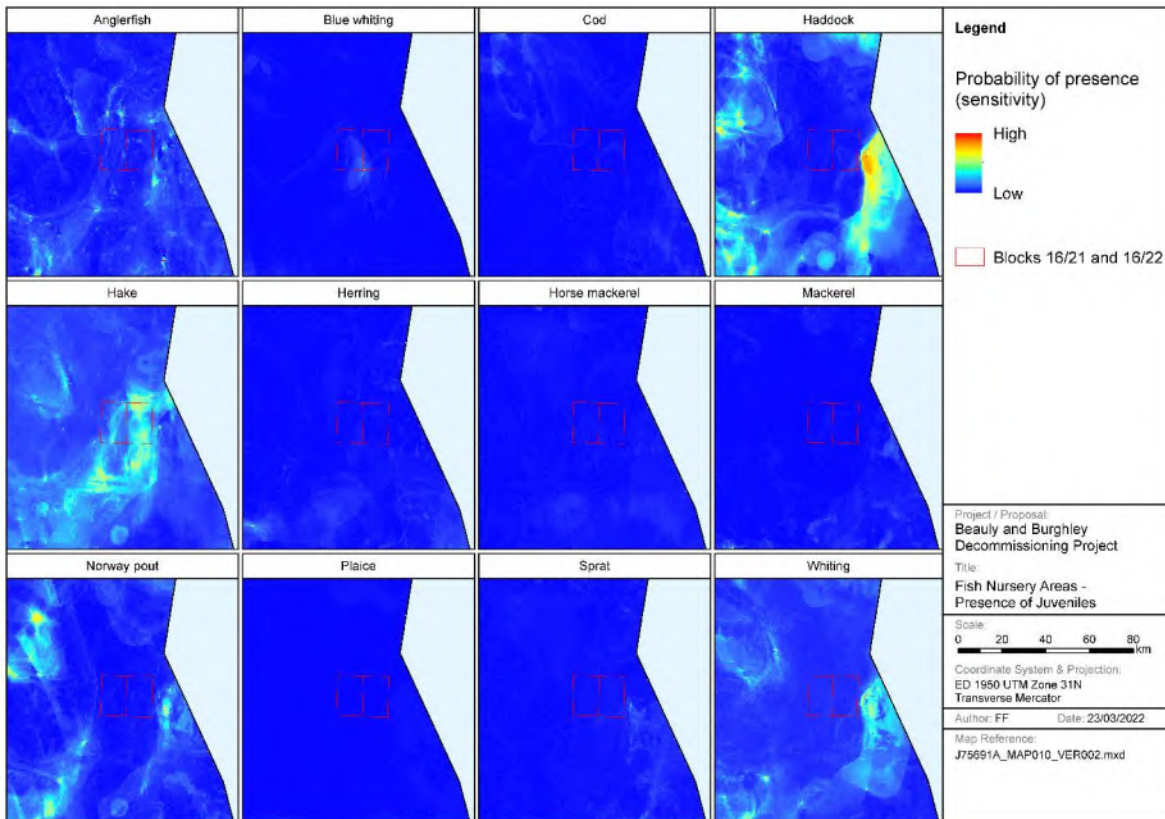 Anglerfish
Blue whiting
Cod
Haddock
Hake
Herring
Horse mackerel
Mackerel
Norway pout
Plaice
Sprat
Whiting
Legend
Probability of presence
(sensitivity)
High
Low
Blocks 16/21 and 16/22
Project / Proposal:
Beauly and Burghley
Decommissioning Project
Title:
Fish Nursery Areas -
Presence of Juveniles
Scale:
0 20 40 60 80
km
Coordinate System & Projection:
ED 1950 UTM Zone 31N
Transverse Mercator
Author: FF Date: 23/03/2022
Map Reference:
J75691A_MAP010_VER002.mxd